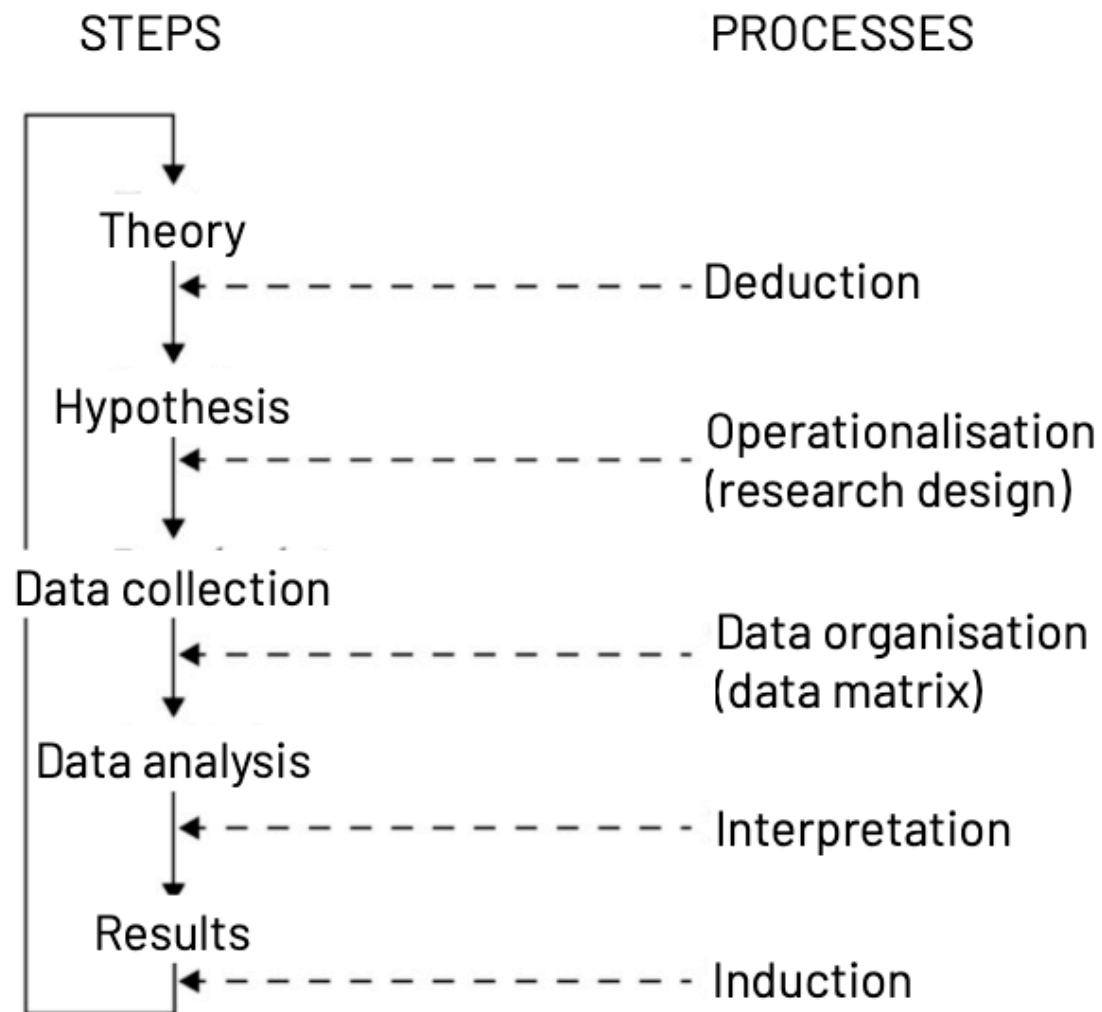 STEPS
PROCESSES
Theory
Deduction
Hypothesis
Operationalisation
(research design)
Data collection
Data organisation
(data matrix)
Data analysis
Interpretation
Results
Induction